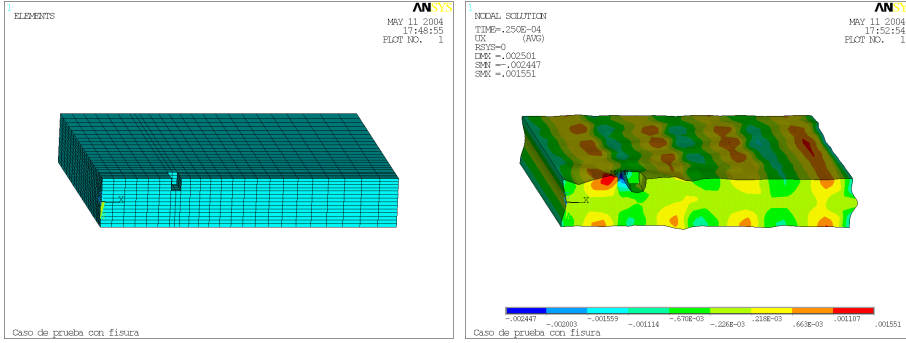 1
ELEMENTS
ANSYS
MAY 11 2004
17:48:55
PLOT NO. 1
X
Caso de prueba con fisura
1
NODAL SOLUTION
TIME=.250E-04
UX (AVG)
RSYS=0
DMX =.002501
SMN =-.002447
SMX =.001551
ANSYS
MAY 11 2004
17:52:54
PLOT NO. 1
X
-.002447 -.001559 -.670E-03 .218E-03 .001107
-.002003 -.001114 -.226E-03 .663E-03 .001551
Caso de prueba con fisura